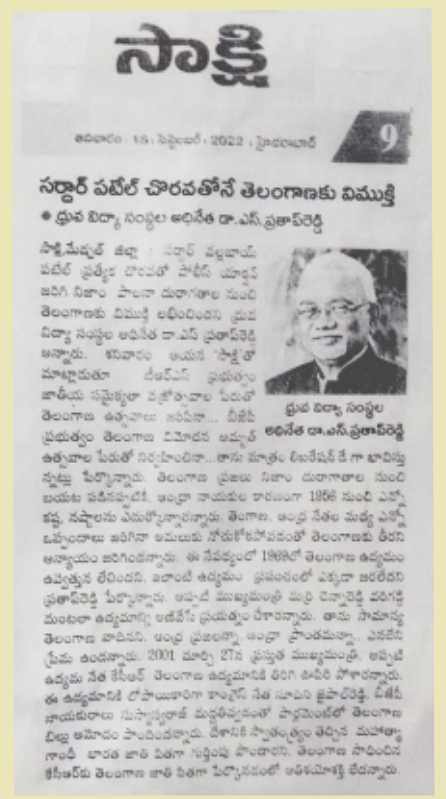 సాక్షి
ఆదివారం, 18, సెప్టెంబర్, 2022, హైదరాబాద్
9
సర్దార్ పటేల్ చొరవతోనే తెలంగాణకు విముక్తి
● ధ్రువ విద్యా సంస్థల అధినేత డా.ఎస్.ప్రతాప్‌రెడ్డి
సాక్షి,మేడ్చల్ జిల్లా : సర్దార్ వల్లభాయ్
పటేల్ ప్రత్యేక చొరవతో పోలీస్ యాక్షన్
జరిగి నిజాం పాలనా దురాగతాల నుంచి
తెలంగాణకు విముక్తి లభించిందని ధ్రువ
విద్యా సంస్థల అధినేత డా.ఎస్ ప్రతాప్‌రెడ్డి
అన్నారు. శనివారం ఆయన 'సాక్షి'తో
మాట్లాడుతూ టీఆర్ఎస్ ప్రభుత్వం
జాతీయ సమైక్యతా వజ్రోత్సవాల పేరుతో
తెలంగాణ ఉత్సవాలు జరిపినా... బీజేపీ
ప్రభుత్వం తెలంగాణ విమోచన అమృత్
ఉత్సవాల పేరుతో నిర్వహించినా...తాను మాత్రం లిబరేషన్ డే గా భావిస్తు
న్నట్లు పేర్కొన్నారు. తెలంగాణ ప్రజలు నిజాం దురాగాతాల నుంచి
బయట పడినప్పటికీ, ఆంధ్రా నాయకుల కారణంగా 1956 నుంచి ఎన్నో
కష్ట, నష్టాలను ఎదుర్కొన్నారన్నారు. తెంగాణ, ఆంధ్ర నేతల మధ్య ఎన్నో
ఒప్పందాలు జరిగినా అమలుకు నోచుకోకపోవడంతో తెలంగాణకు తీరని
అన్యాయం జరిగిందన్నారు. ఈ నేపథ్యంలో 1969లో తెలంగాణ ఉద్యమం
ఉవ్వెత్తున లేచిందని, ఇలాంటి ఉద్యమం ప్రపంచంలో ఎక్కడా జరలేదని
ప్రతాప్‌రెడ్డి పేర్కొన్నారు. అప్పటి ముఖ్యమంత్రి మర్రి చెన్నారెడ్డి
ఉద్యమాన్ని అణిచేసే ప్రయత్నం చేశారన్నారు. తాను సామాన్య
తెలంగాణ వాదినని, ఆంధ్ర ప్రజలన్నా, ఆంధ్రా ప్రాంతమన్నా, ఎనలేని
ప్రేమ ఉందన్నారు. 2001 మార్చి 27న ప్రస్తుత ముఖ్యమంత్రి, అప్పటి
ఉద్యమ నేత కేసీఆర్ తెలంగాణ ఉద్యమానికి తిరిగి ఊపిరి పోశారన్నారు.
ఈ ఉద్యమానికి లోపాయికారిగా కాంగ్రెస్ నేత సూదిని జైపాల్‌రెడ్డి, బీజేపీ
నాయకురాలు సుస్మాస్వరాజ్ మద్దతివ్వడంతో పార్లమెంట్‌లో తెలంగాణ
బిల్లు ఆమోదం పొందిందన్నారు. దేశానికి స్వాతంత్ర్యం తెచ్చిన మహాత్మా
గాంధీ భారత జాతి పితగా గుర్తింపు పొందారని, తెలంగాణ సాధించిన
కేసీఆర్‌కు తెలంగాణ జాతి పితగా పేర్కొనడంలో అతిశయోక్తి లేదన్నారు.
ధ్రువ విద్యా సంస్థల
అధినేత డా.ఎస్.ప్రతాప్‌రెడ్డి